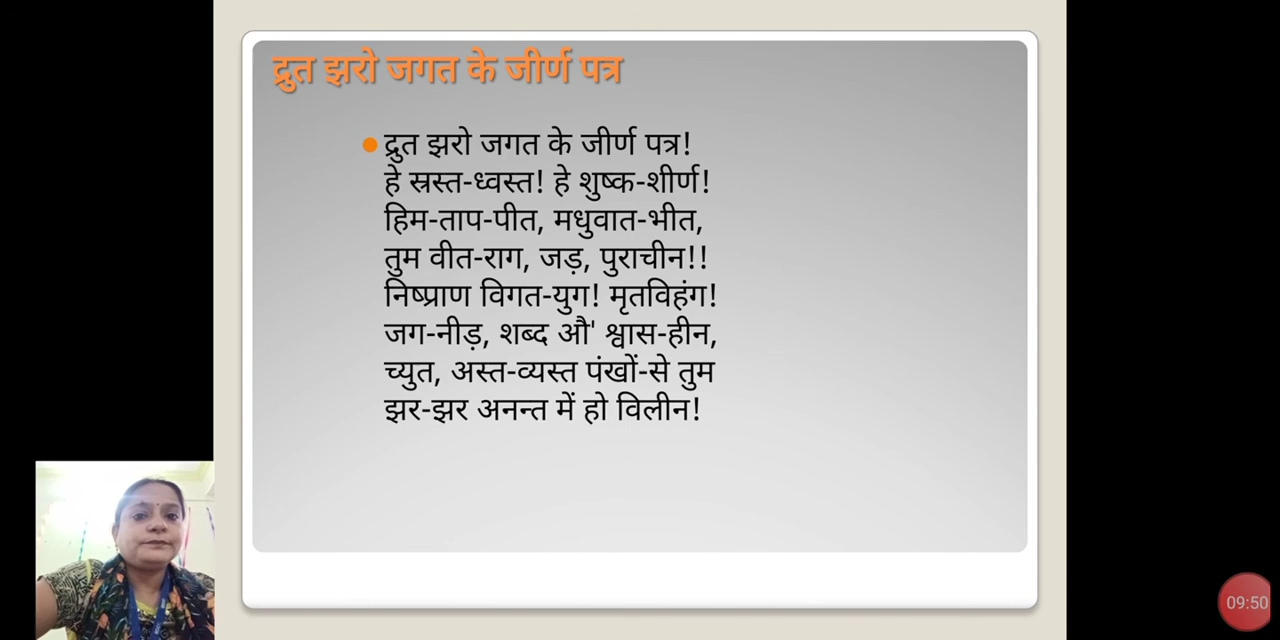 द्रुत झरो जगत के जीर्ण पत्र
द्रुत झरो जगत के जीर्ण पत्र!
हे स्रस्त-ध्वस्त! हे शुष्क-शीर्ण!
हिम-ताप-पीत, मधुवात-भीत,
तुम वीत-राग, जड़, पुराचीन!!
निष्प्राण विगत-युग! मृतविहंग!
जग-नीड़, शब्द औ' श्वास-हीन,
च्युत, अस्त-व्यस्त पंखों-से तुम
झर-झर अनन्त में हो विलीन!
09:50